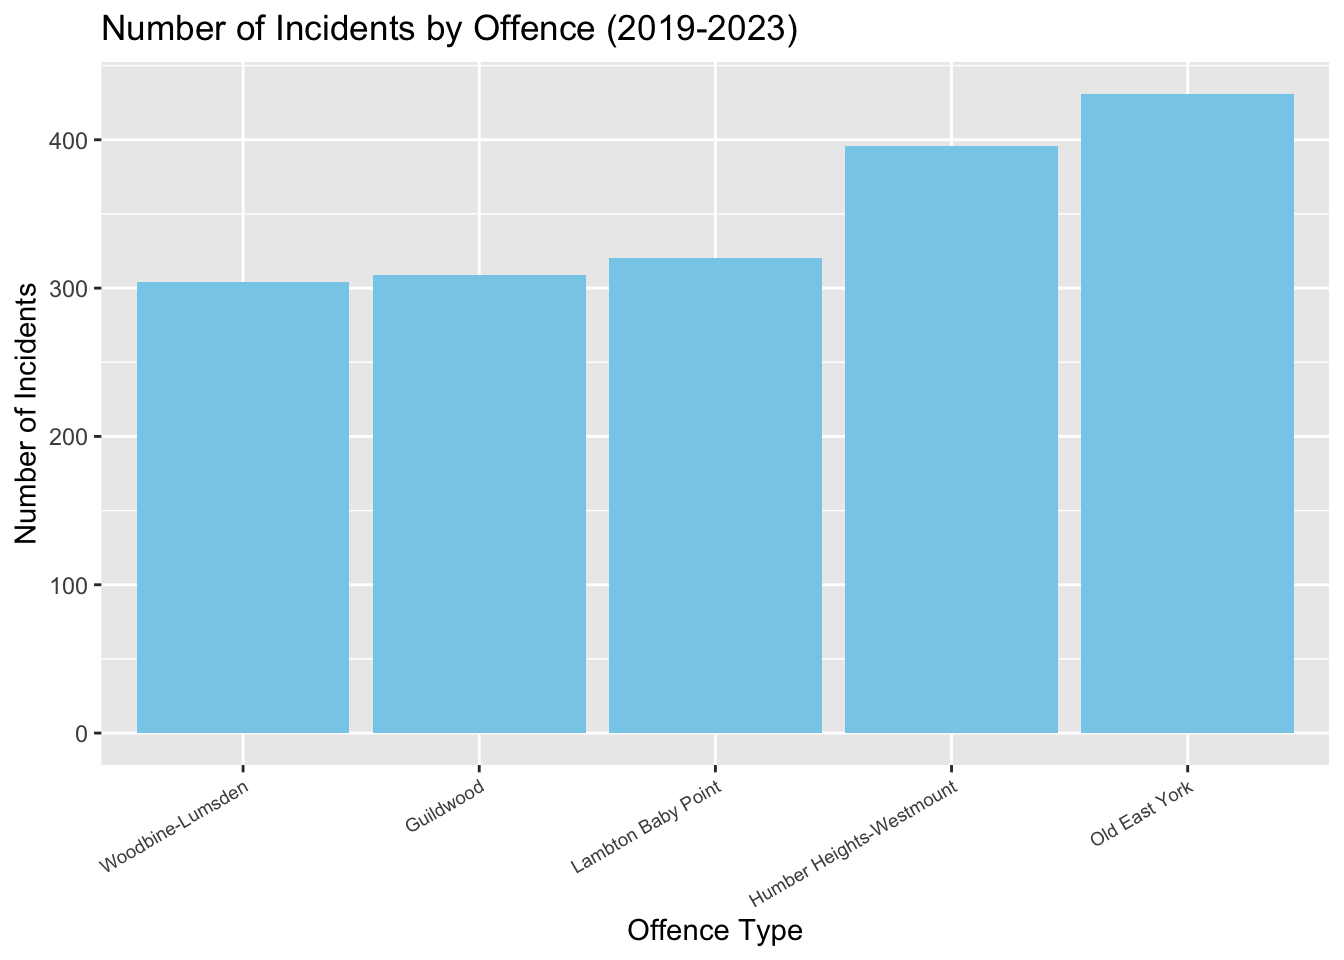 Number of Incidents by Offence (2019-2023)
Number of Incidents
400
300
200
100
0
Woodbine-Lumsden
Guildwood
Lambton Baby Point
Humber Heights-Westmount
Old East York
Offence Type